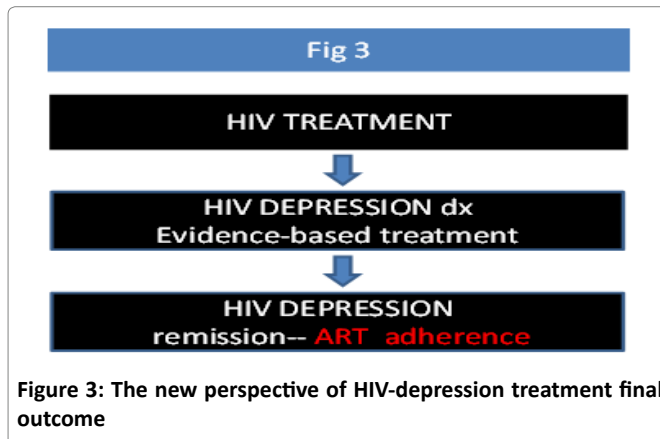 Fig 3
HIV TREATMENT
HIV DEPRESSION dx
Evidence-based treatment
HIV DEPRESSION
remission-- ART adherence
Figure 3: The new perspective of HIV-depression treatment final
outcome